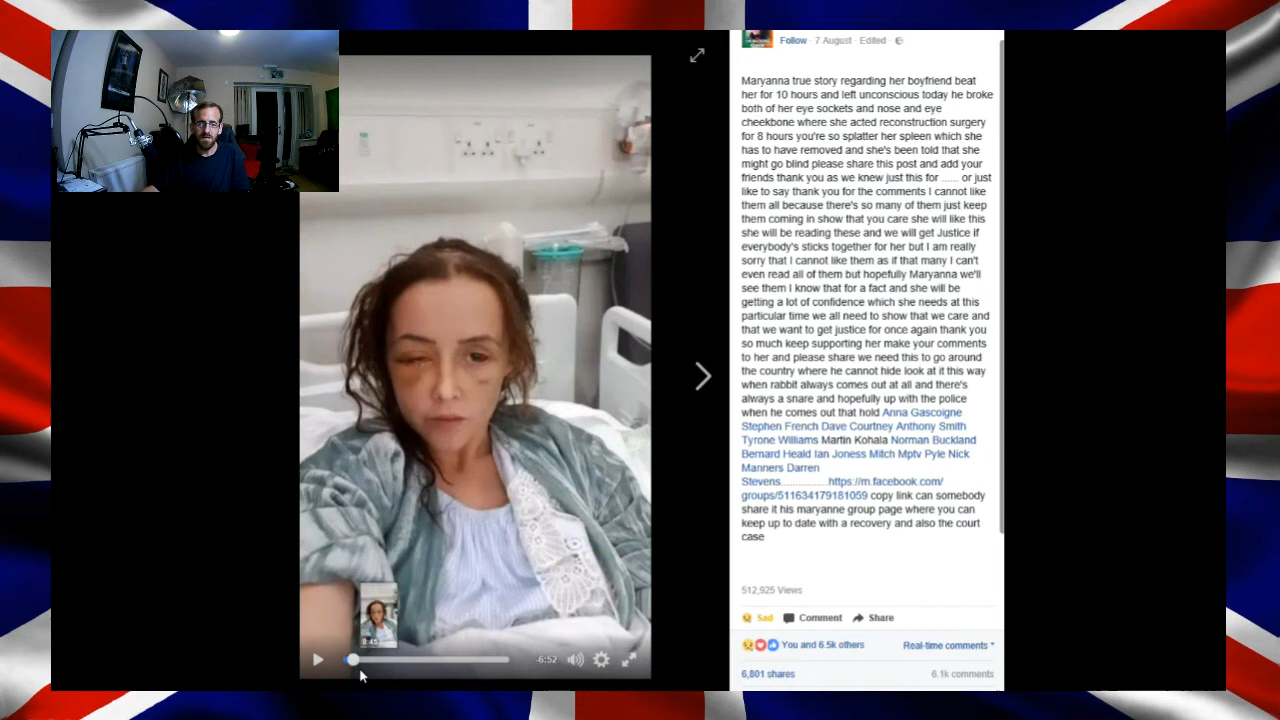 Follow · 7 August · Edited ·
Maryanna true story regarding her boyfriend beat
her for 10 hours and left unconscious today he broke
both of her eye sockets and nose and eye
cheekbone where she acted reconstruction surgery
for 8 hours you're so splatter her spleen which she
has to have removed and she's been told that she
might go blind please share this post and add your
friends thank you as we knew just this for ...... or just
like to say thank you for the comments I cannot like
them all because there's so many of them just keep
them coming in show that you care she will like this
she will be reading these and we will get Justice if
everybody's sticks together for her but I am really
sorry that I cannot like them as if that many I can't
even read all of them but hopefully Maryanna we'll
see them I know that for a fact and she will be
getting a lot of confidence which she needs at this
particular time we all need to show that we care and
that we want to get justice for once again thank you
so much keep supporting her make your comments
to her and please share we need this to go around
the country where he cannot hide look at it this way
when rabbit always comes out at all and there's
always a snare and hopefully up with the police
when he comes out that hold Anna Gascoigne
Stephen French Dave Courtney Anthony Smith
Tyrone Williams Martin Kohala Norman Buckland
Bernard Heald Ian Joness Mitch Mptv Pyle Nick
Manners Darren
Stevens................https://m.facebook.com/
groups/511634179181059 copy link can somebody
share it his maryanne group page where you can
keep up to date with a recovery and also the court
case
512,925 Views
Sad Comment Share
You and 6.5k others Real-time comments
6,801 shares 6.1k comments
0:45
-6:52